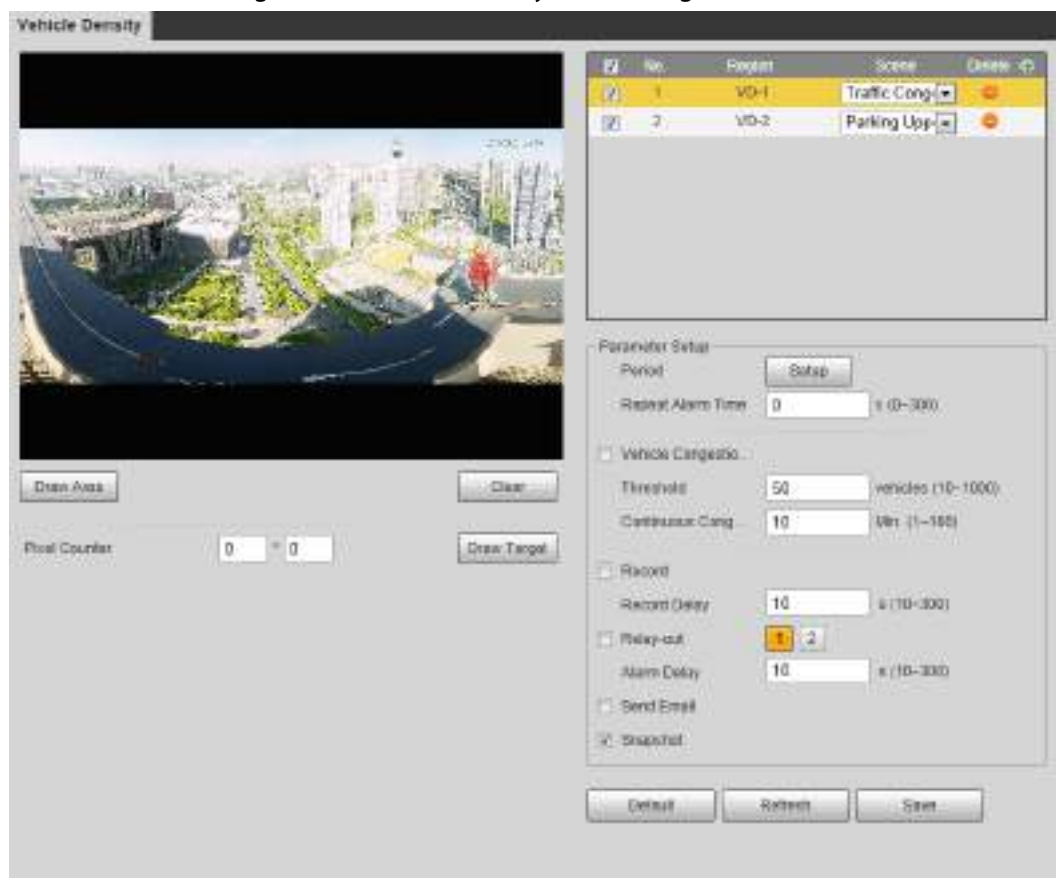 Vehicle Density
No. Region Scene Delete
1 VD-1 Traffic Cong
2 VD-2 Parking Upp
Parameter Setup
Period Setup
Repeat Alarm Time 0 s (0~300)
Vehicle Congestio...
Threshold 50 vehicles (10~1000)
Continuous Cong... 10 Min (1~100)
Record
Record Delay 10 s (10~300)
Relay-out 1 2
Alarm Delay 10 s (10~300)
Send Email
Snapshot
Default Refresh Save
Draw Area Clear
Pixel Counter 0 * 0 Draw Target